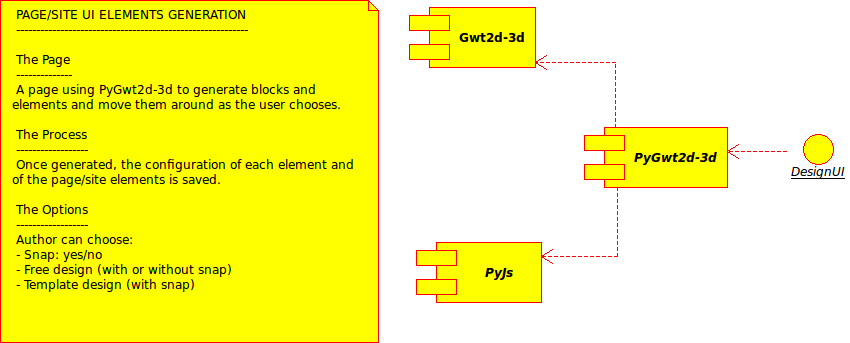 PAGE/SITE UI ELEMENTS GENERATION
----------------------------------------------------------
The Page
--------------
A page using PyGwt2d-3d to generate blocks and
elements and move them around as the user chooses.
The Process
------------------
Once generated, the configuration of each element and
of the page/site elements is saved.
The Options
------------------
Author can choose:
- Snap: yes/no
- Free design (with or without snap)
- Template design (with snap)
Gwt2d-3d
PyGwt2d-3d
DesignUI
PyJs